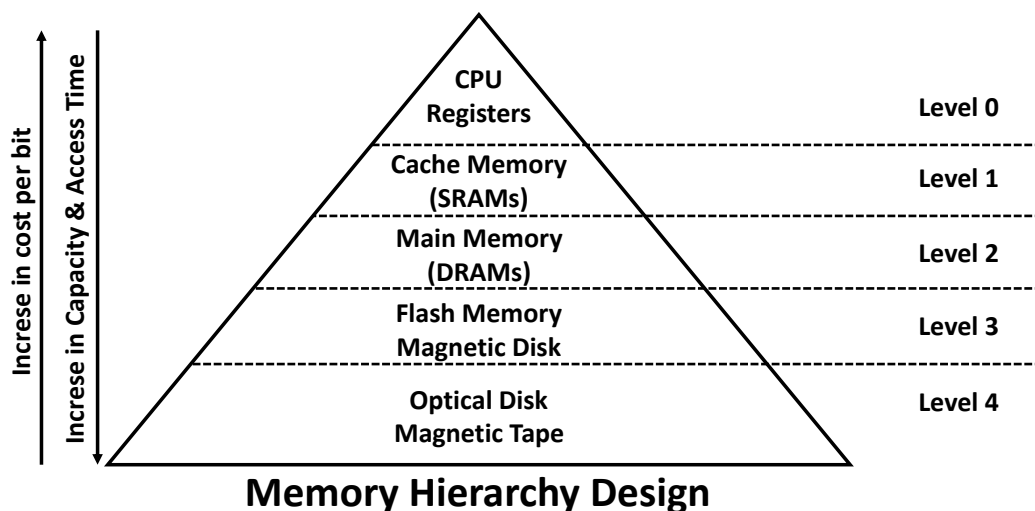 Increse in cost per bit
Increse in Capacity & Access Time
CPU
Registers
Level 0
Cache Memory
(SRAMs)
Level 1
Main Memory
(DRAMs)
Level 2
Flash Memory
Magnetic Disk
Level 3
Optical Disk
Magnetic Tape
Level 4
Memory Hierarchy Design